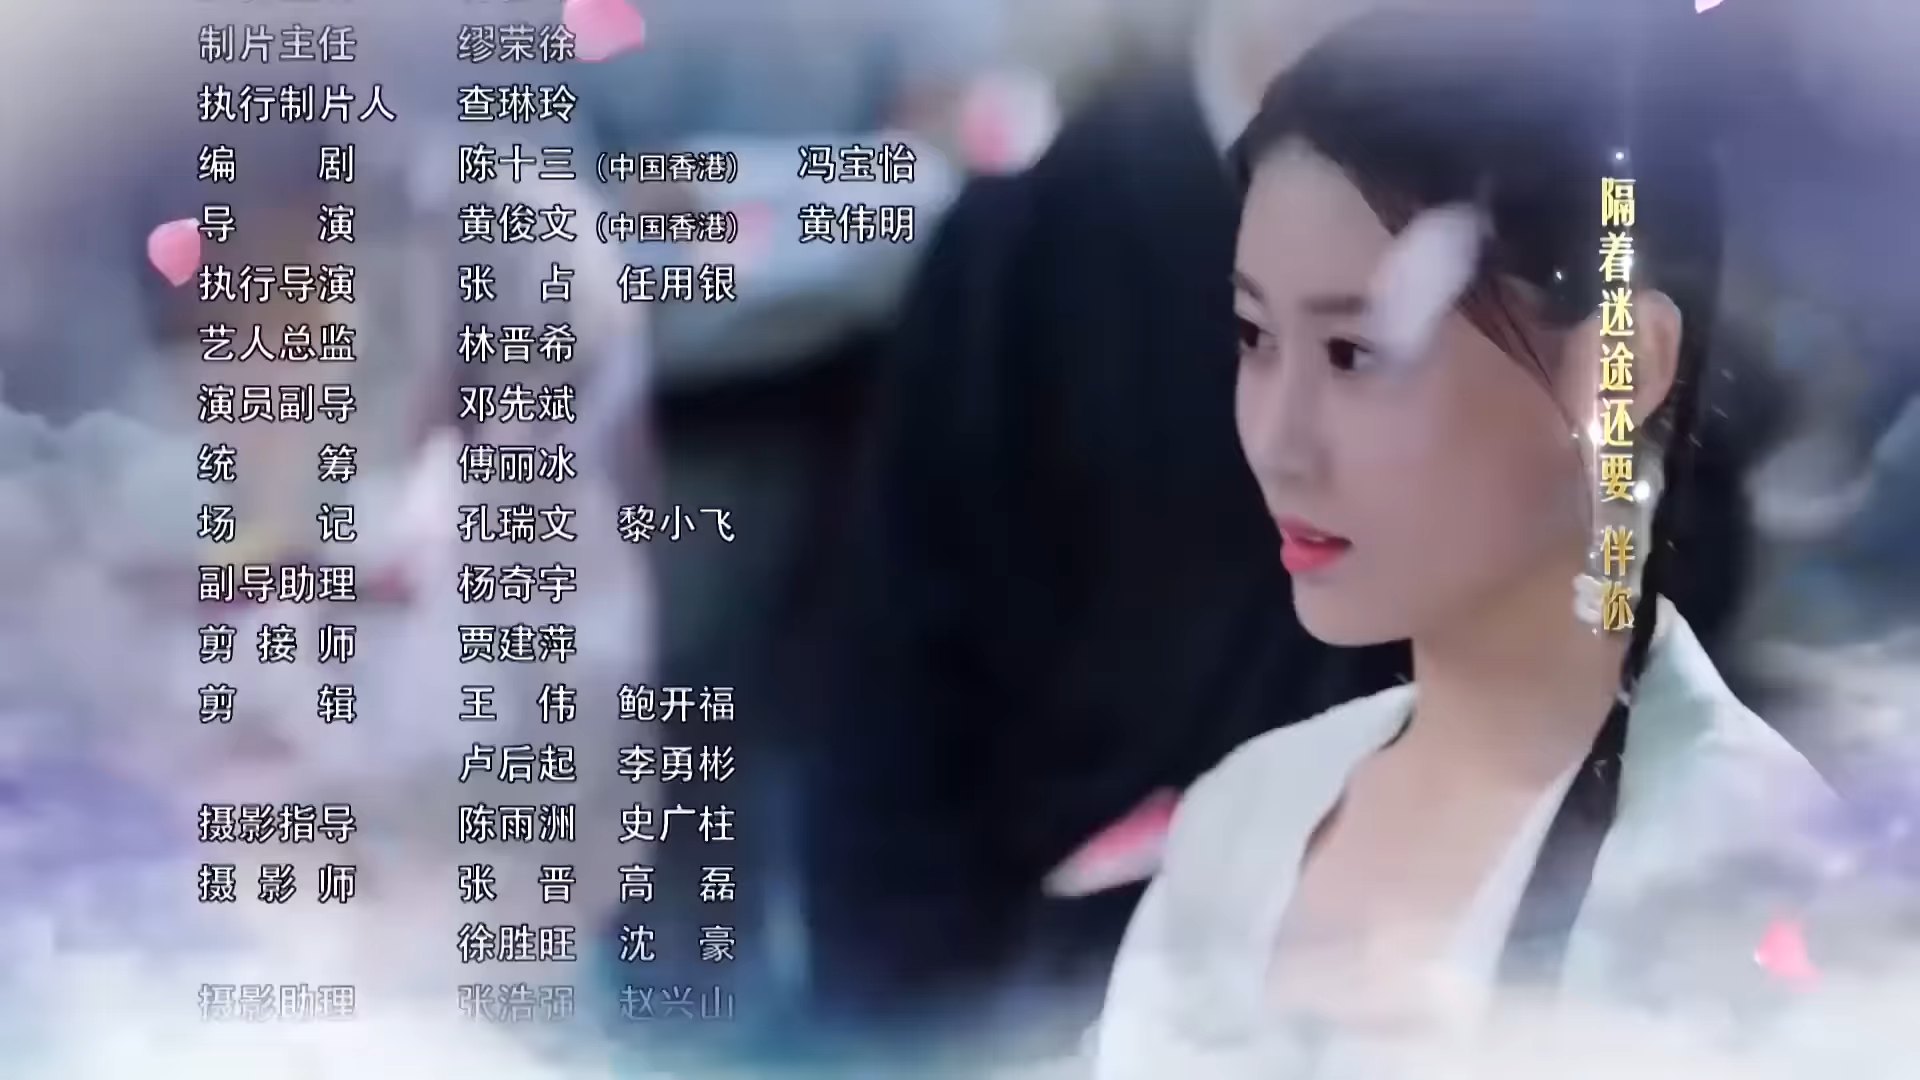 制片主任 缪荣徐
执行制片人 查琳玲
编剧 陈十三（中国香港） 冯宝怡
导演 黄俊文（中国香港） 黄伟明
执行导演 张占 任用银
艺人总监 林晋希
演员副导 邓先斌
统筹 傅丽冰
场记 孔瑞文 黎小飞
副导助理 杨奇宇
剪接师 贾建萍
剪辑 王伟 鲍开福
卢后起 李勇彬
摄影指导 陈雨洲 史广柱
摄影师 张晋 高磊
徐胜旺 沈豪
摄影助理 张浩强 赵兴山
隔着迷途还要 伴你